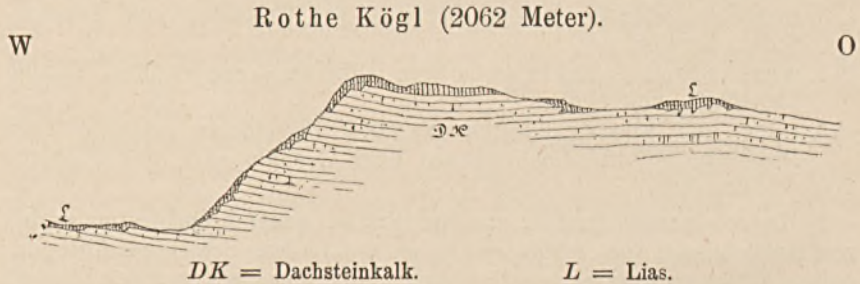 Rothe Kögl (2062 Meter).
W O
L
DK
L
DK = Dachsteinkalk. L = Lias.